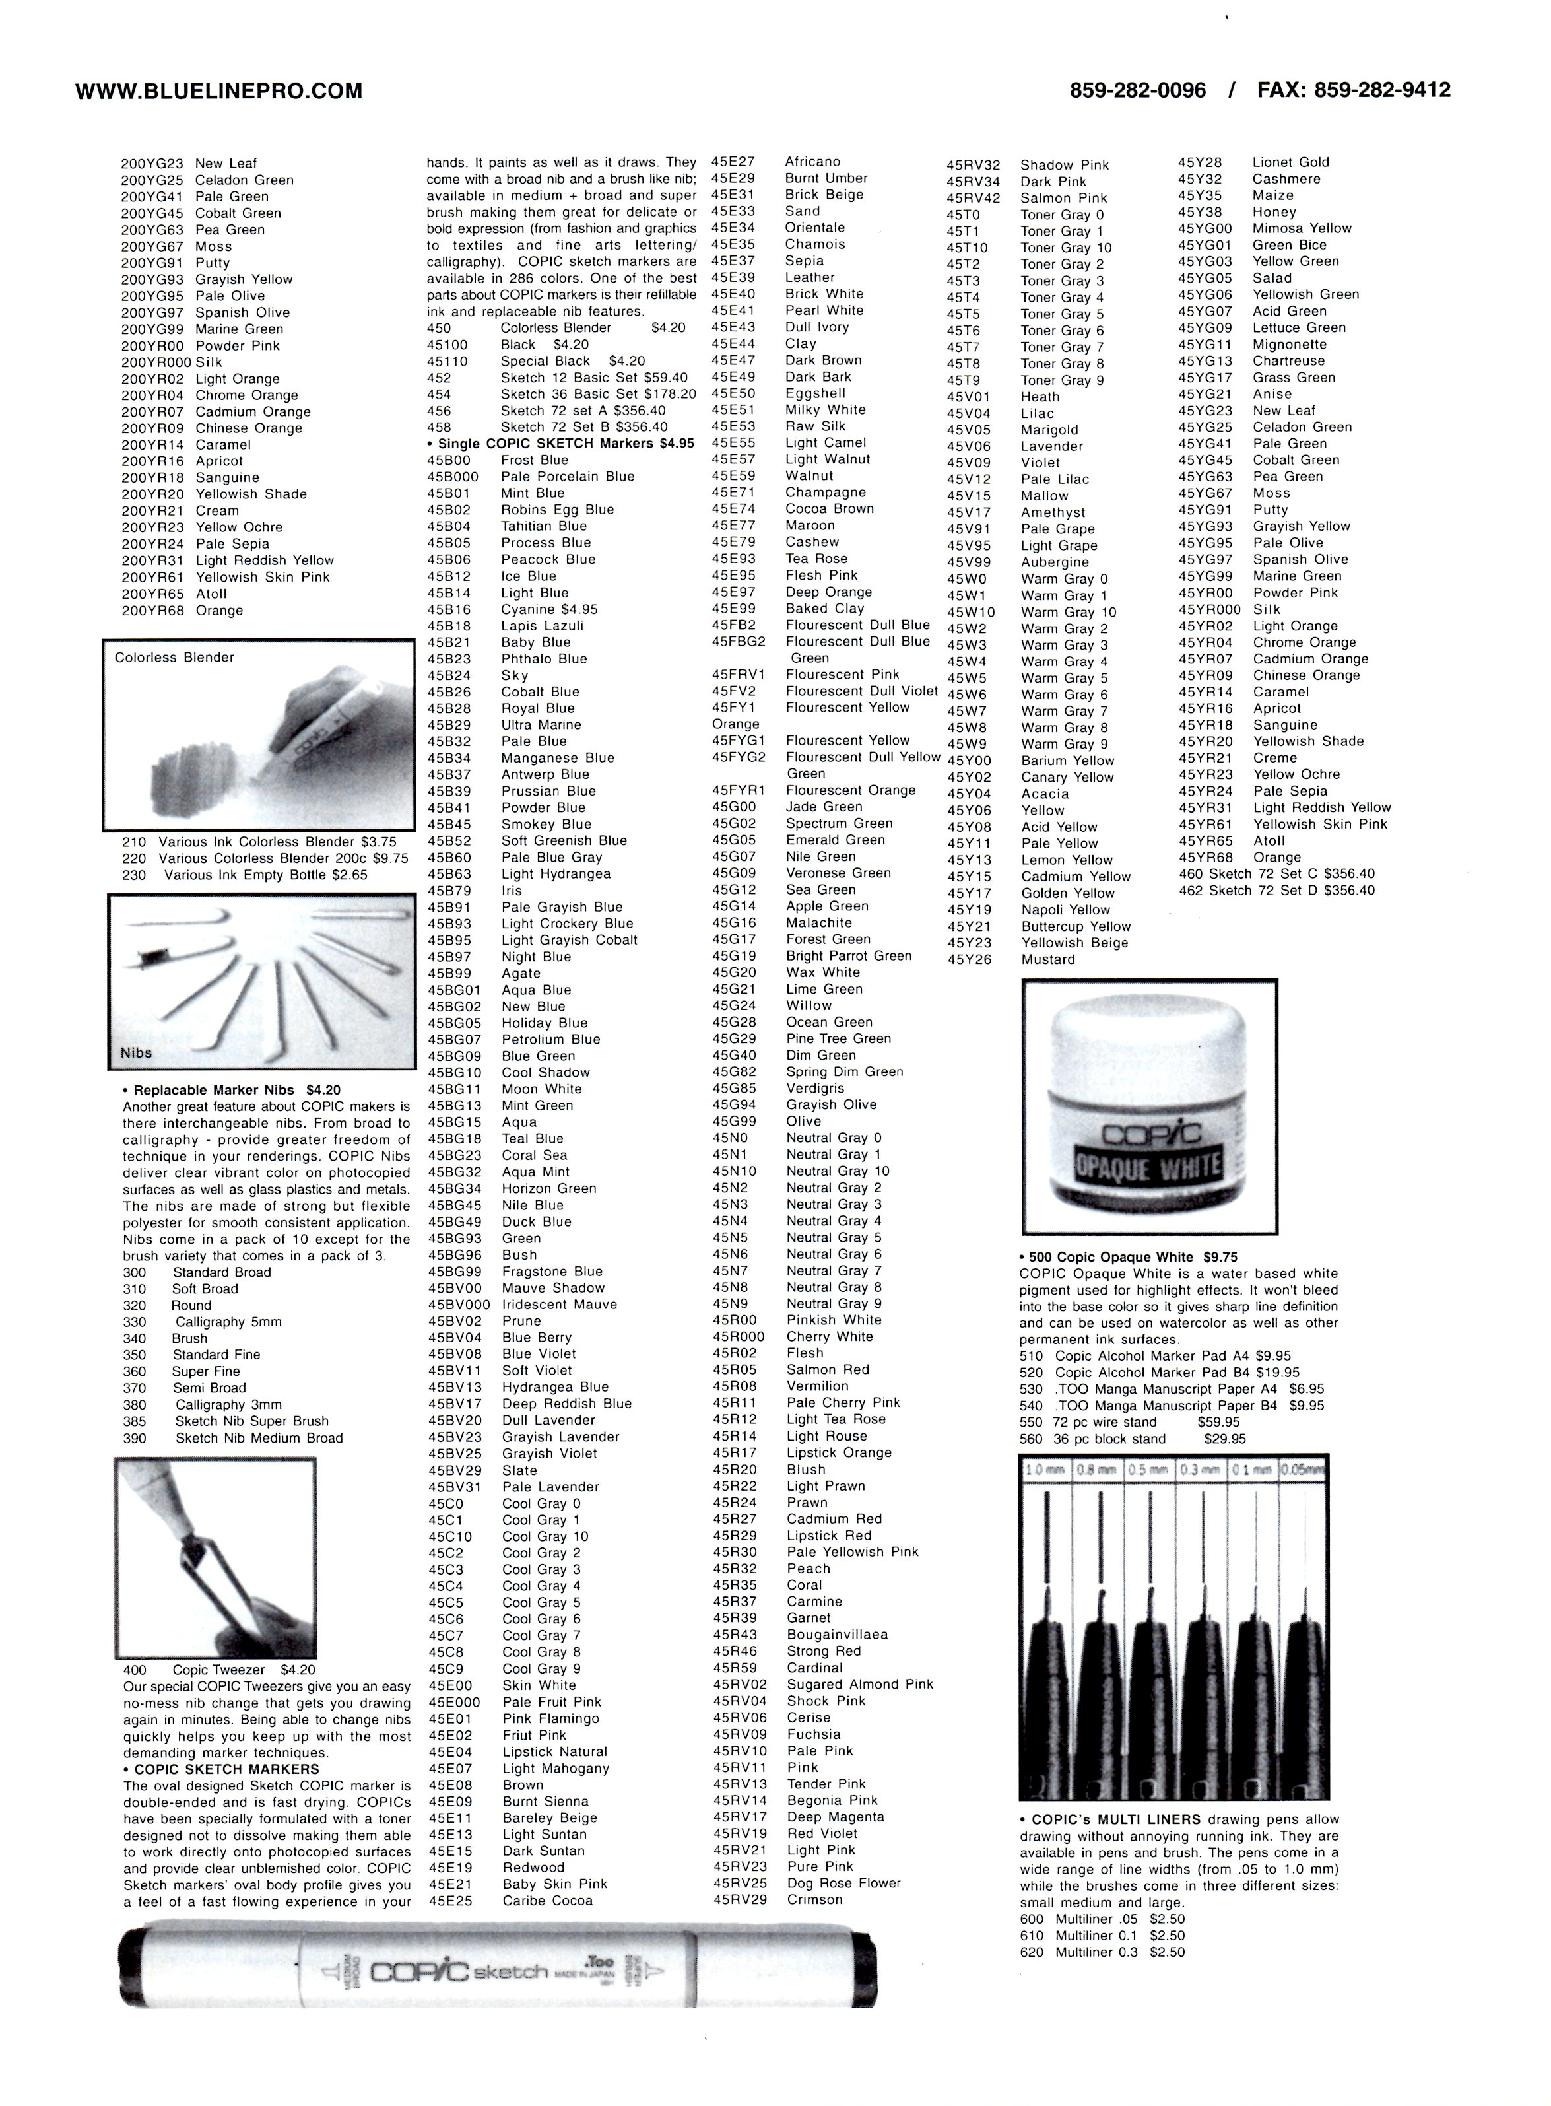 WWW.BLUELINEPRO.COM
859-282-0096 / FAX: 859-282-9412
200YG23 New Leaf
200YG25 Celadon Green
200YG41 Pale Green
200YG45 Cobalt Green
200YG63 Pea Green
200YG67 Moss
200YG91 Putty
200YG93 Grayish Yellow
200YG95 Pale Olive
200YG97 Spanish Olive
200YG99 Marine Green
200YR00 Powder Pink
200YR000 Silk
200YR02 Light Orange
200YR04 Chrome Orange
200YR07 Cadmium Orange
200YR09 Chinese Orange
200YR14 Caramel
200YR16 Apricot
200YR18 Sanguine
200YR20 Yellowish Shade
200YR21 Cream
200YR23 Yellow Ochre
200YR24 Pale Sepia
200YR31 Light Reddish Yellow
200YR61 Yellowish Skin Pink
200YR65 Atoll
200YR68 Orange
Colorless Blender
210 Various Ink Colorless Blender $3.75
220 Various Colorless Blender 200c $9.75
230 Various Ink Empty Bottle $2.65
Nibs
• Replacable Marker Nibs $4.20
Another great feature about COPIC makers is
there interchangeable nibs. From broad to
calligraphy - provide greater freedom of
technique in your renderings. COPIC Nibs
deliver clear vibrant color on photocopied
surfaces as well as glass plastics and metals.
The nibs are made of strong but flexible
polyester for smooth consistent application.
Nibs come in a pack of 10 except for the
brush variety that comes in a pack of 3.
300 Standard Broad
310 Soft Broad
320 Round
330 Calligraphy 5mm
340 Brush
350 Standard Fine
360 Super Fine
370 Semi Broad
380 Calligraphy 3mm
385 Sketch Nib Super Brush
390 Sketch Nib Medium Broad
400 Copic Tweezer $4.20
Our special COPIC Tweezers give you an easy
no-mess nib change that gets you drawing
again in minutes. Being able to change nibs
quickly helps you keep up with the most
demanding marker techniques.
• COPIC SKETCH MARKERS
The oval designed Sketch COPIC marker is
double-ended and is fast drying. COPICs
have been specially formulated with a toner
designed not to dissolve making them able
to work directly onto photocopied surfaces
and provide clear unblemished color. COPIC
Sketch markers' oval body profile gives you
a feel of a fast flowing experience in your
hands. It paints as well as it draws. They
come with a broad nib and a brush like nib;
available in medium + broad and super
brush making them great for delicate or
bold expression (from fashion and graphics
to textiles and fine arts lettering/
calligraphy). COPIC sketch markers are
available in 286 colors. One of the best
parts about COPIC markers is their refillable
ink and replaceable nib features.
450 Colorless Blender $4.20
45100 Black $4.20
45110 Special Black $4.20
452 Sketch 12 Basic Set $59.40
454 Sketch 36 Basic Set $178.20
456 Sketch 72 set A $356.40
458 Sketch 72 Set B $356.40
• Single COPIC SKETCH Markers $4.95
45B00 Frost Blue
45B000 Pale Porcelain Blue
45B01 Mint Blue
45B02 Robins Egg Blue
45B04 Tahitian Blue
45B05 Process Blue
45B06 Peacock Blue
45B12 Ice Blue
45B14 Light Blue
45B16 Cyanine $4.95
45B18 Lapis Lazuli
45B21 Baby Blue
45B23 Phthalo Blue
45B24 Sky
45B26 Cobalt Blue
45B28 Royal Blue
45B29 Ultra Marine
45B32 Pale Blue
45B34 Manganese Blue
45B37 Antwerp Blue
45B39 Prussian Blue
45B41 Powder Blue
45B45 Smokey Blue
45B52 Soft Greenish Blue
45B60 Pale Blue Gray
45B63 Light Hydrangea
45B79 Iris
45B91 Pale Grayish Blue
45B93 Light Crockery Blue
45B95 Light Grayish Cobalt
45B97 Night Blue
45B99 Agate
45BG01 Aqua Blue
45BG02 New Blue
45BG05 Holiday Blue
45BG07 Petrolium Blue
45BG09 Blue Green
45BG10 Cool Shadow
45BG11 Moon White
45BG13 Mint Green
45BG15 Aqua
45BG18 Teal Blue
45BG23 Coral Sea
45BG32 Aqua Mint
45BG34 Horizon Green
45BG45 Nile Blue
45BG49 Duck Blue
45BG93 Green
45BG96 Bush
45BG99 Fragstone Blue
45BV00 Mauve Shadow
45BV000 Iridescent Mauve
45BV02 Prune
45BV04 Blue Berry
45BV08 Blue Violet
45BV11 Soft Violet
45BV13 Hydrangea Blue
45BV17 Deep Reddish Blue
45BV20 Dull Lavender
45BV23 Grayish Lavender
45BV25 Grayish Violet
45BV29 Slate
45BV31 Pale Lavender
45C0 Cool Gray 0
45C1 Cool Gray 1
45C10 Cool Gray 10
45C2 Cool Gray 2
45C3 Cool Gray 3
45C4 Cool Gray 4
45C5 Cool Gray 5
45C6 Cool Gray 6
45C7 Cool Gray 7
45C8 Cool Gray 8
45C9 Cool Gray 9
45E00 Skin White
45E000 Pale Fruit Pink
45E01 Pink Flamingo
45E02 Friut Pink
45E04 Lipstick Natural
45E07 Light Mahogany
45E08 Brown
45E09 Burnt Sienna
45E11 Bareley Beige
45E13 Light Suntan
45E15 Dark Suntan
45E19 Redwood
45E21 Baby Skin Pink
45E25 Caribe Cocoa
45E27 Africano
45E29 Burnt Umber
45E31 Brick Beige
45E33 Sand
45E34 Orientale
45E35 Chamois
45E37 Sepia
45E39 Leather
45E40 Brick White
45E41 Pearl White
45E43 Dull Ivory
45E44 Clay
45E47 Dark Brown
45E49 Dark Bark
45E50 Eggshell
45E51 Milky White
45E53 Raw Silk
45E55 Light Camel
45E57 Light Walnut
45E59 Walnut
45E71 Champagne
45E74 Cocoa Brown
45E77 Maroon
45E79 Cashew
45E93 Tea Rose
45E95 Flesh Pink
45E97 Deep Orange
45E99 Baked Clay
45FB2 Flourescent Dull Blue
45FBG2 Flourescent Dull Blue
Green
45FRV1 Flourescent Pink
45FV2 Flourescent Dull Violet
45FY1 Flourescent Yellow
Orange
45FYG1 Flourescent Yellow
45FYG2 Flourescent Dull Yellow
Green
45FYR1 Flourescent Orange
45G00 Jade Green
45G02 Spectrum Green
45G05 Emerald Green
45G07 Nile Green
45G09 Veronese Green
45G12 Sea Green
45G14 Apple Green
45G16 Malachite
45G17 Forest Green
45G19 Bright Parrot Green
45G20 Wax White
45G21 Lime Green
45G24 Willow
45G28 Ocean Green
45G29 Pine Tree Green
45G40 Dim Green
45G82 Spring Dim Green
45G85 Verdigris
45G94 Grayish Olive
45G99 Olive
45N0 Neutral Gray 0
45N1 Neutral Gray 1
45N10 Neutral Gray 10
45N2 Neutral Gray 2
45N3 Neutral Gray 3
45N4 Neutral Gray 4
45N5 Neutral Gray 5
45N6 Neutral Gray 6
45N7 Neutral Gray 7
45N8 Neutral Gray 8
45N9 Neutral Gray 9
45R00 Pinkish White
45R000 Cherry White
45R02 Flesh
45R05 Salmon Red
45R08 Vermilion
45R11 Pale Cherry Pink
45R12 Light Tea Rose
45R14 Light Rouse
45R17 Lipstick Orange
45R20 Blush
45R22 Light Prawn
45R24 Prawn
45R27 Cadmium Red
45R29 Lipstick Red
45R30 Pale Yellowish Pink
45R32 Peach
45R35 Coral
45R37 Carmine
45R39 Garnet
45R43 Bougainvillaea
45R46 Strong Red
45R59 Cardinal
45RV02 Sugared Almond Pink
45RV04 Shock Pink
45RV06 Cerise
45RV09 Fuchsia
45RV10 Pale Pink
45RV11 Pink
45RV13 Tender Pink
45RV14 Begonia Pink
45RV17 Deep Magenta
45RV19 Red Violet
45RV21 Light Pink
45RV23 Pure Pink
45RV25 Dog Rose Flower
45RV29 Crimson
45RV32 Shadow Pink
45RV34 Dark Pink
45RV42 Salmon Pink
45T0 Toner Gray 0
45T1 Toner Gray 1
45T10 Toner Gray 10
45T2 Toner Gray 2
45T3 Toner Gray 3
45T4 Toner Gray 4
45T5 Toner Gray 5
45T6 Toner Gray 6
45T7 Toner Gray 7
45T8 Toner Gray 8
45T9 Toner Gray 9
45V01 Heath
45V04 Lilac
45V05 Marigold
45V06 Lavender
45V09 Violet
45V12 Pale Lilac
45V15 Mallow
45V17 Amethyst
45V91 Pale Grape
45V95 Light Grape
45V99 Aubergine
45W0 Warm Gray 0
45W1 Warm Gray 1
45W10 Warm Gray 10
45W2 Warm Gray 2
45W3 Warm Gray 3
45W4 Warm Gray 4
45W5 Warm Gray 5
45W6 Warm Gray 6
45W7 Warm Gray 7
45W8 Warm Gray 8
45W9 Warm Gray 9
45Y00 Barium Yellow
45Y02 Canary Yellow
45Y04 Acacia
45Y06 Yellow
45Y08 Acid Yellow
45Y11 Pale Yellow
45Y13 Lemon Yellow
45Y15 Cadmium Yellow
45Y17 Golden Yellow
45Y19 Napoli Yellow
45Y21 Buttercup Yellow
45Y23 Yellowish Beige
45Y26 Mustard
45Y28 Lionet Gold
45Y32 Cashmere
45Y35 Maize
45Y38 Honey
45YG00 Mimosa Yellow
45YG01 Green Bice
45YG03 Yellow Green
45YG05 Salad
45YG06 Yellowish Green
45YG07 Acid Green
45YG09 Lettuce Green
45YG11 Mignonette
45YG13 Chartreuse
45YG17 Grass Green
45YG21 Anise
45YG23 New Leaf
45YG25 Celadon Green
45YG41 Pale Green
45YG45 Cobalt Green
45YG63 Pea Green
45YG67 Moss
45YG91 Putty
45YG93 Grayish Yellow
45YG95 Pale Olive
45YG97 Spanish Olive
45YG99 Marine Green
45YR00 Powder Pink
45YR000 Silk
45YR02 Light Orange
45YR04 Chrome Orange
45YR07 Cadmium Orange
45YR09 Chinese Orange
45YR14 Caramel
45YR16 Apricot
45YR18 Sanguine
45YR20 Yellowish Shade
45YR21 Creme
45YR23 Yellow Ochre
45YR24 Pale Sepia
45YR31 Light Reddish Yellow
45YR61 Yellowish Skin Pink
45YR65 Atoll
45YR68 Orange
460 Sketch 72 Set C $356.40
462 Sketch 72 Set D $356.40
COPIC
OPAQUE WHITE
• 500 Copic Opaque White $9.75
COPIC Opaque White is a water based white
pigment used for highlight effects. It won't bleed
into the base color so it gives sharp line definition
and can be used on watercolor as well as other
permanent ink surfaces.
510 Copic Alcohol Marker Pad A4 $9.95
520 Copic Alcohol Marker Pad B4 $19.95
530 .TOO Manga Manuscript Paper A4 $6.95
540 .TOO Manga Manuscript Paper B4 $9.95
550 72 pc wire stand $59.95
560 36 pc block stand $29.95
1.0 mm 0.8 mm 0.5 mm 0.3 mm 0.1 mm 0.05mm
• COPIC's MULTI LINERS drawing pens allow
drawing without annoying running ink. They are
available in pens and brush. The pens come in a
wide range of line widths (from .05 to 1.0 mm)
while the brushes come in three different sizes:
small medium and large.
600 Multiliner .05 $2.50
610 Multiliner 0.1 $2.50
620 Multiliner 0.3 $2.50
MEDIUM BROAD COPIC sketch .Too MADE IN JAPAN